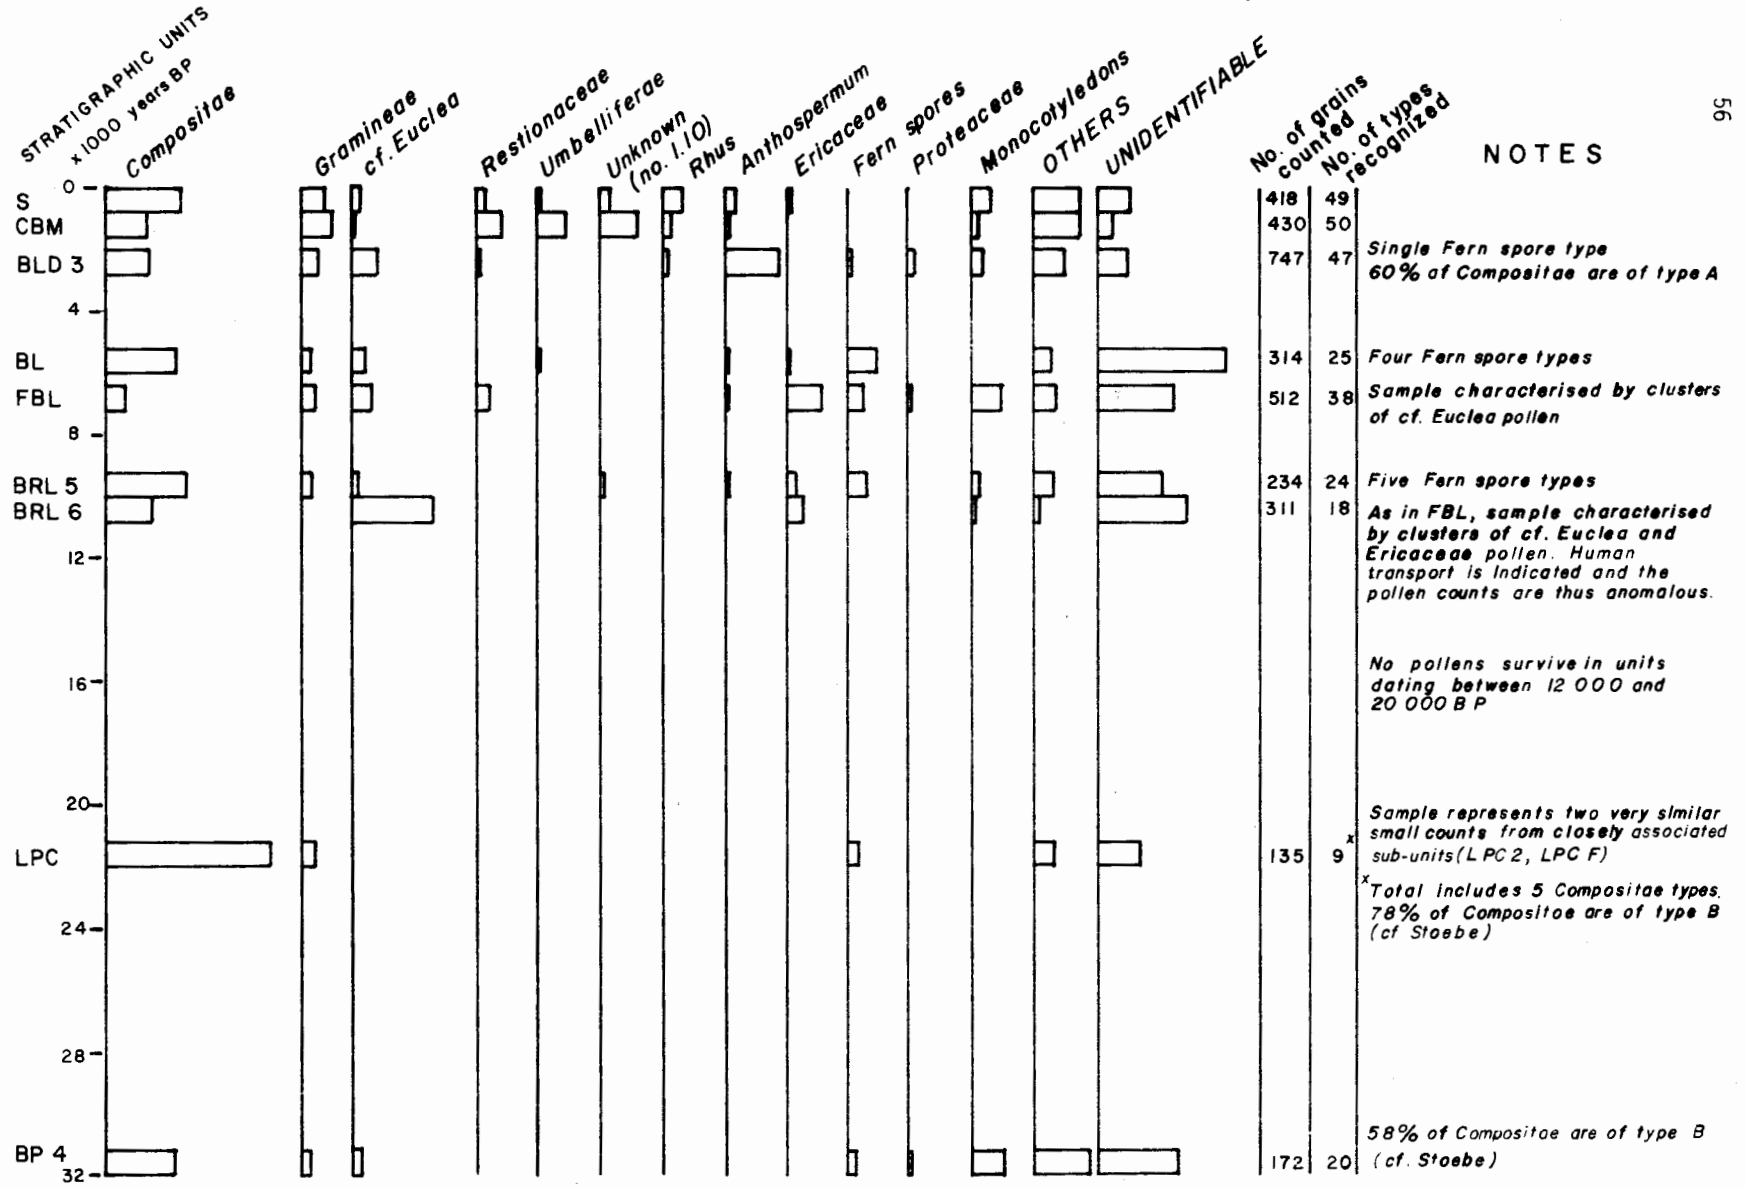 56
STRATIGRAPHIC UNITS
x 1000 years BP
Compositae
Gramineae
cf. Euclea
Restionaceae
Umbelliferae
Unknown
(no. 1.10)
Rhus
Anthospermum
Ericaceae
Fern spores
Proteaceae
Monocotyledons
OTHERS
UNIDENTIFIABLE
No. of grains
counted
No. of types
recognized
NOTES
0
S
418 49
CBM
430 50
BLD 3
747 47
Single Fern spore type
60% af Compositae are of type A
4
BL
314 25
Four Fern spore types
FBL
512 38
Sample characterised by clusters
of cf. Euclea pollen
8
BRL 5
234 24
Five Fern spore types
BRL 6
311 18
As in FBL, sample characterised
by clusters of cf. Euclea and
Ericaceae pollen. Human
transport is Indicated and the
pollen counts are thus anomalous.
12
16
No pollens survive in units
dating between 12 000 and
20 000 B P
20
LPC
135 9x
Sample represents two very similar
small counts from closely associated
sub-units (L PC 2, LPC F)
xTotal includes 5 Compositae types.
78% of Compositoe are of type B
(cf Stoebe)
24
28
BP 4
172 20
58% of Compositae are of type B
(cf. Stoebe)
32